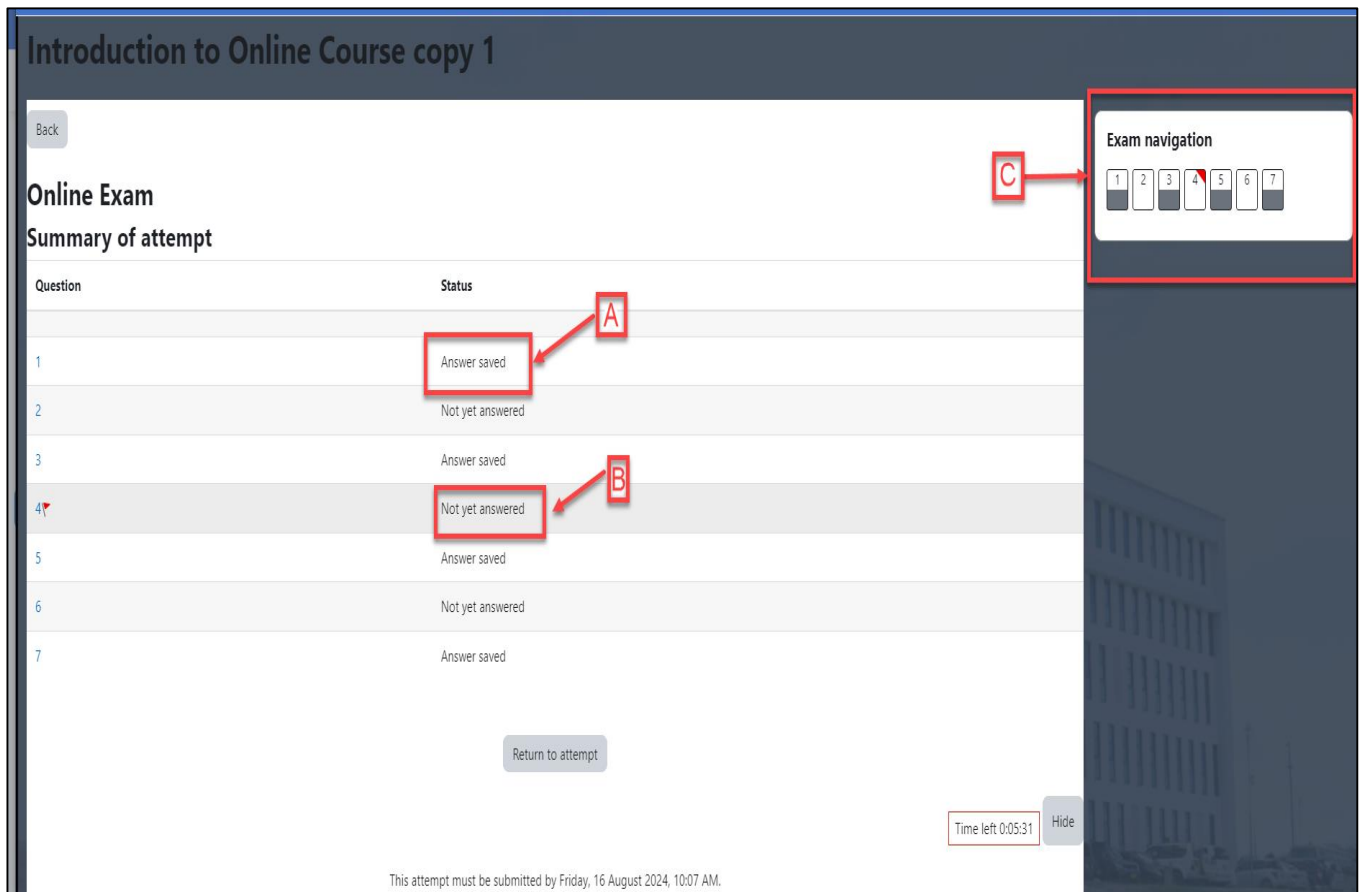 Introduction to Online Course copy 1
Back
Exam navigation
C
1 2 3 4 5 6 7
Online Exam
Summary of attempt
Question Status
A
1 Answer saved
2 Not yet answered
3 Answer saved
B
4 Not yet answered
5 Answer saved
6 Not yet answered
7 Answer saved
Return to attempt
Time left 0:05:31 Hide
This attempt must be submitted by Friday, 16 August 2024, 10:07 AM.